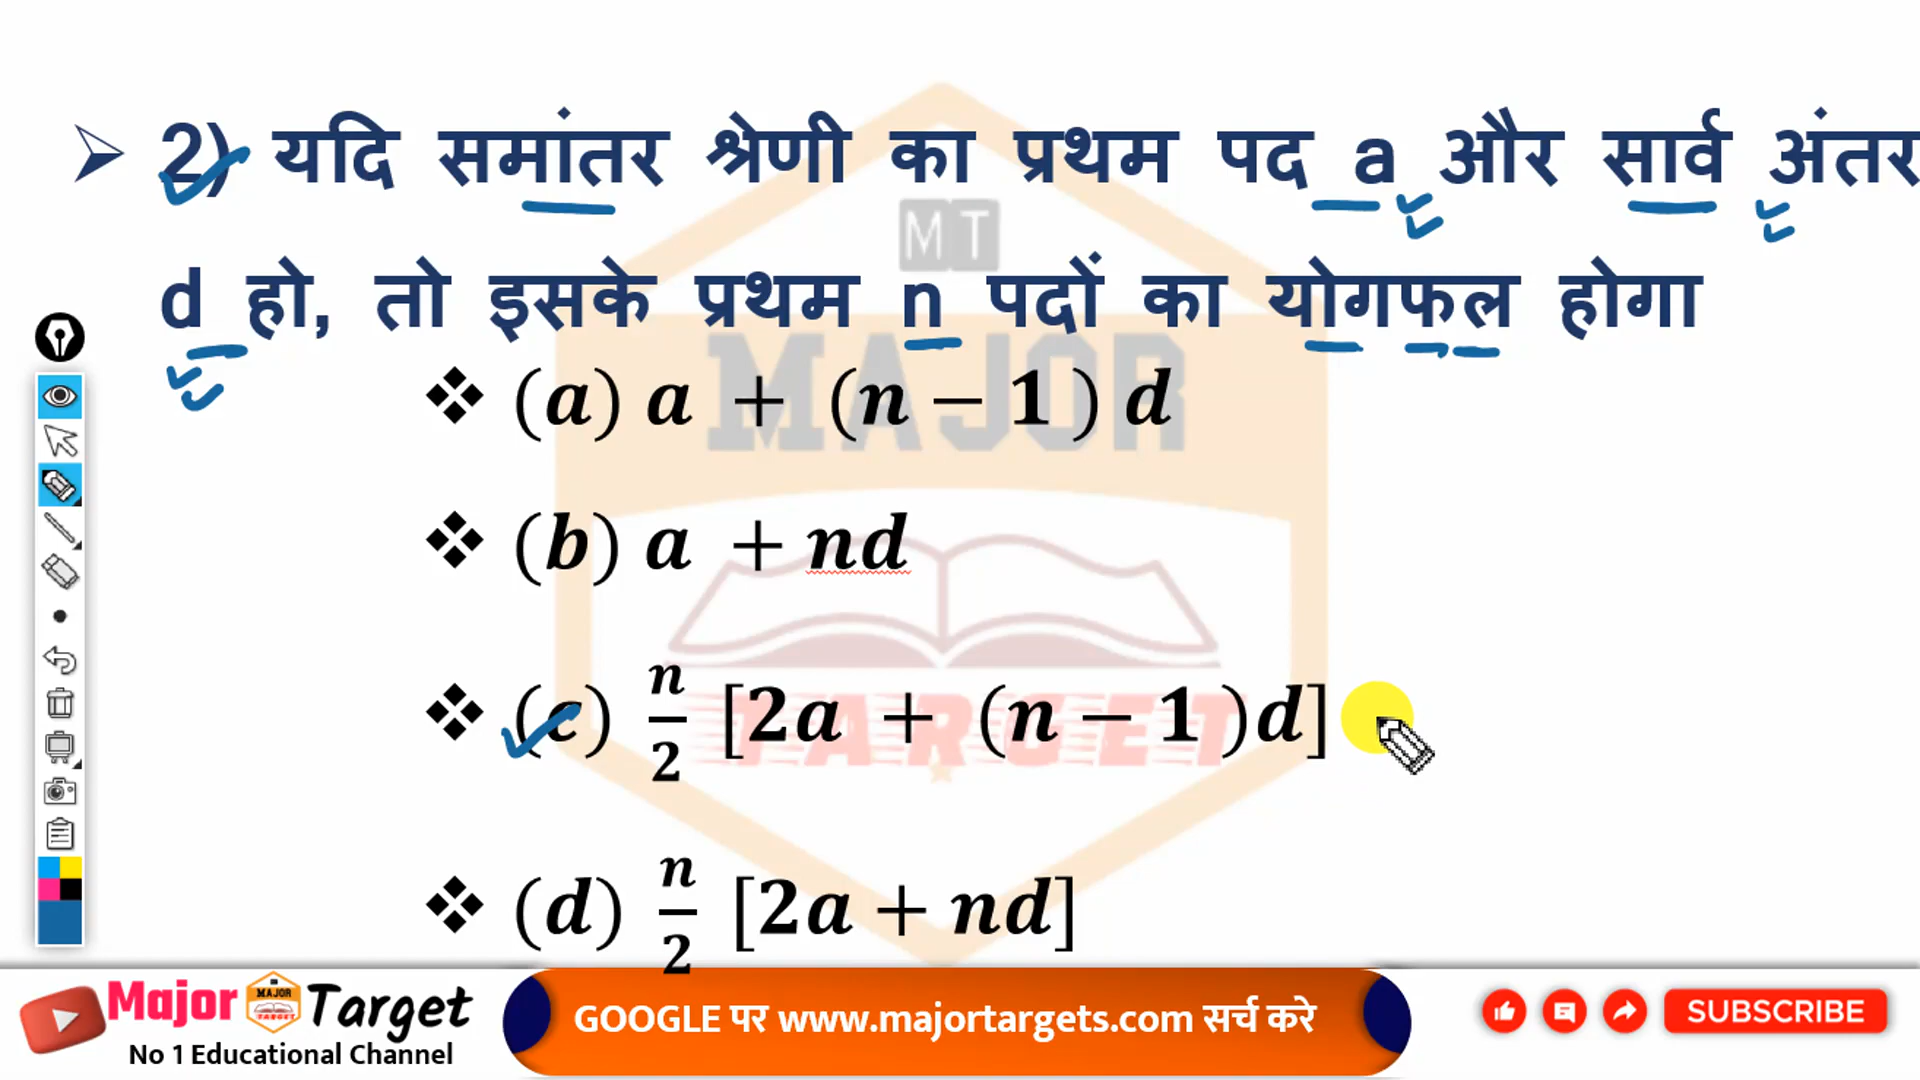 2) यदि समांतर श्रेणी का प्रथम पद a और सार्व अंतर
d हो, तो इसके प्रथम n पदों का योगफल होगा
(a) a + (n − 1) d
(b) a + nd
(c) n/2 [2a + (n − 1)d]
(d) n/2 [2a + nd]
MT
MAJOR
TARGET
Major MAJOR TARGET Target
No 1 Educational Channel
GOOGLE पर www.majortargets.com सर्च करे
SUBSCRIBE